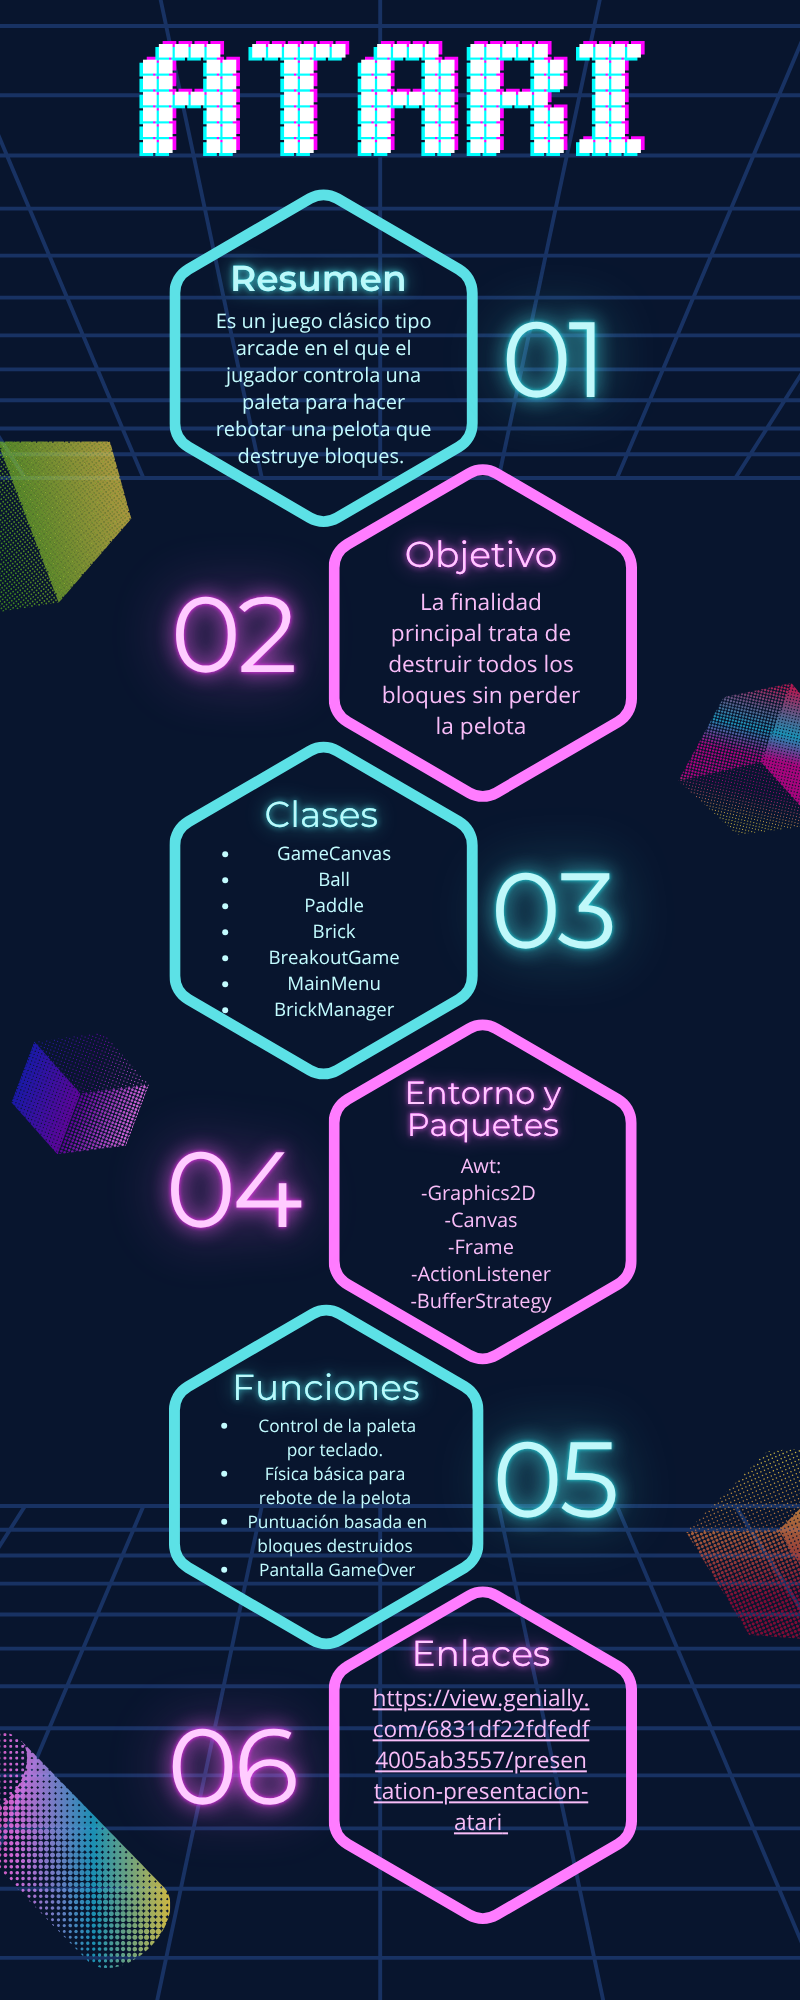 ATARI
Resumen
Es un juego clásico tipo
arcade en el que el
jugador controla una
paleta para hacer
rebotar una pelota que
destruye bloques.
01
Objetivo
La finalidad
principal trata de
destruir todos los
bloques sin perder
la pelota
02
Clases
• GameCanvas
• Ball
• Paddle
• Brick
• BreakoutGame
• MainMenu
• BrickManager
03
Entorno y
Paquetes
Awt:
-Graphics2D
-Canvas
-Frame
-ActionListener
-BufferStrategy
04
Funciones
• Control de la paleta
por teclado.
• Física básica para
rebote de la pelota
• Puntuación basada en
bloques destruidos
• Pantalla GameOver
05
Enlaces
https://view.genially.
com/6831df22fdfedf
4005ab3557/presen
tation-presentacion-
atari
06